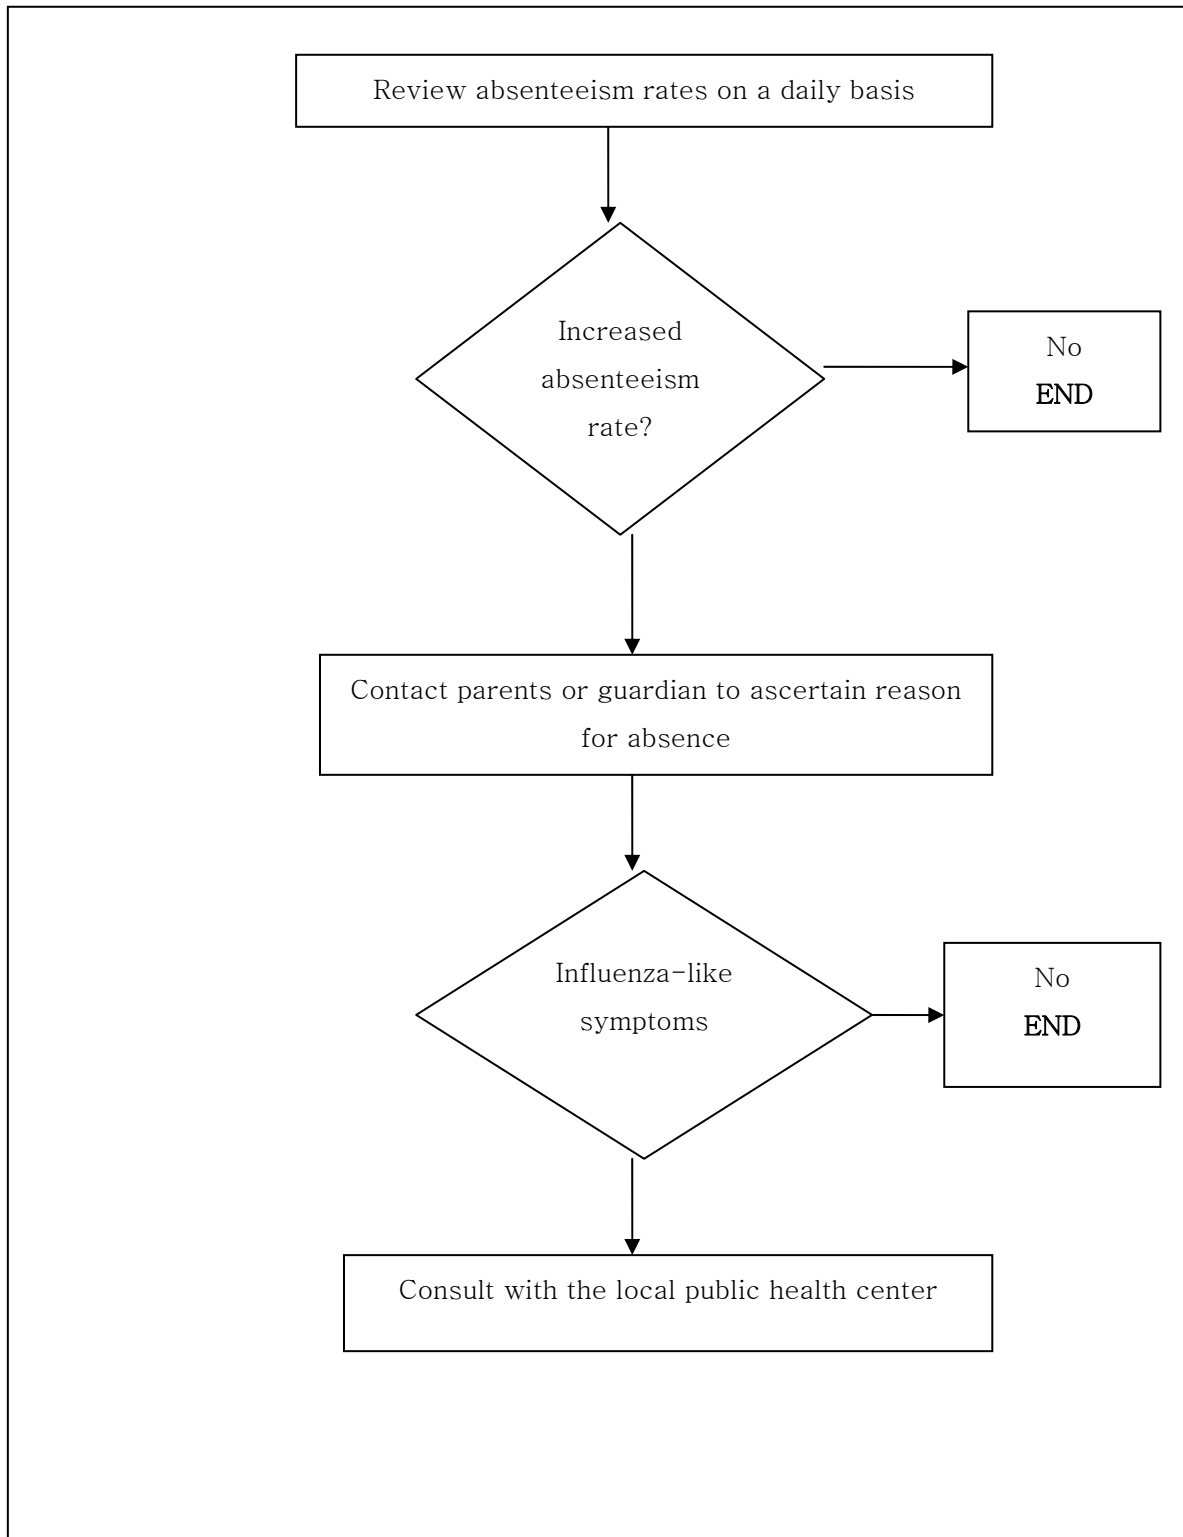 Review absenteeism rates on a daily basis
Increased
absenteeism
rate?
No
END
Contact parents or guardian to ascertain reason
for absence
Influenza-like
symptoms
No
END
Consult with the local public health center